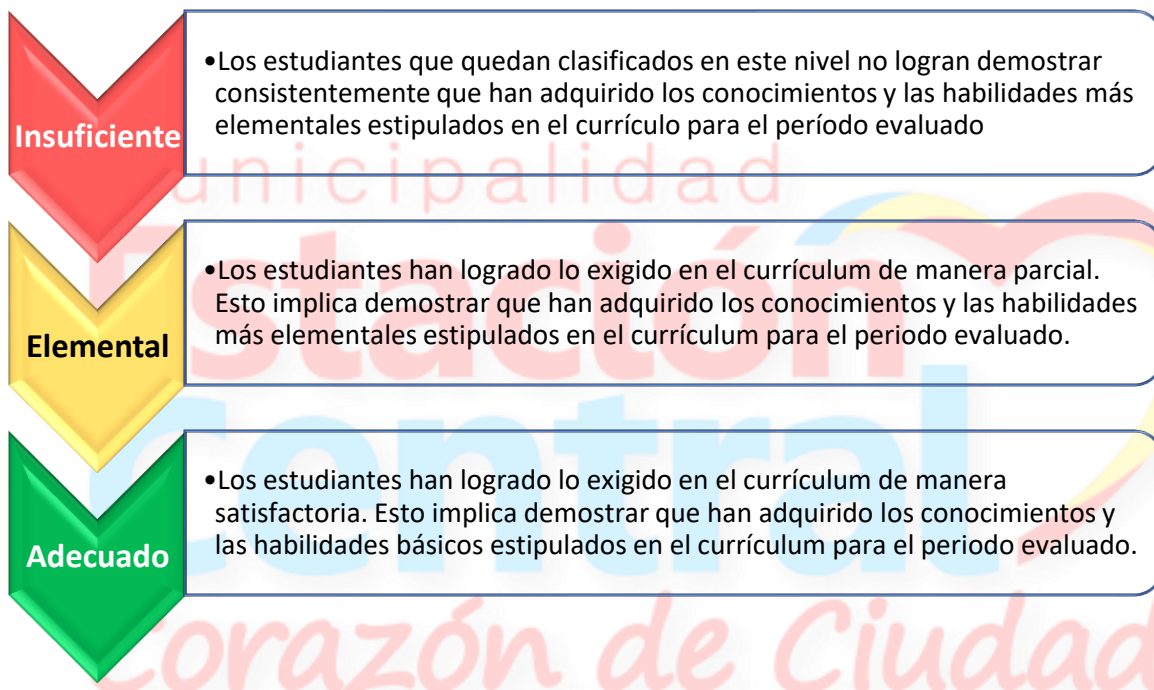 Insuficiente
•Los estudiantes que quedan clasificados en este nivel no logran demostrar
consistentemente que han adquirido los conocimientos y las habilidades más
elementales estipulados en el currículo para el período evaluado
unicipalidad
Estación
Elemental
•Los estudiantes han logrado lo exigido en el currículum de manera parcial.
Esto implica demostrar que han adquirido los conocimientos y las habilidades
más elementales estipulados en el currículum para el periodo evaluado.
Central
Adecuado
•Los estudiantes han logrado lo exigido en el currículum de manera
satisfactoria. Esto implica demostrar que han adquirido los conocimientos y
las habilidades básicos estipulados en el currículum para el periodo evaluado.
Corazón de Ciudad